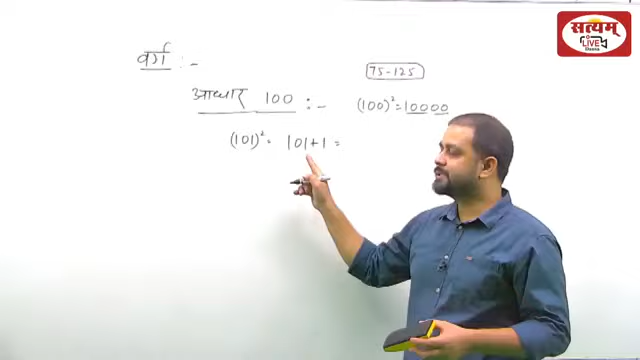 वर्ग :-
75-125
आधार 100 :-
(100)² = 10000
(101)² = 101+1 =
सत्यम्
LIVE